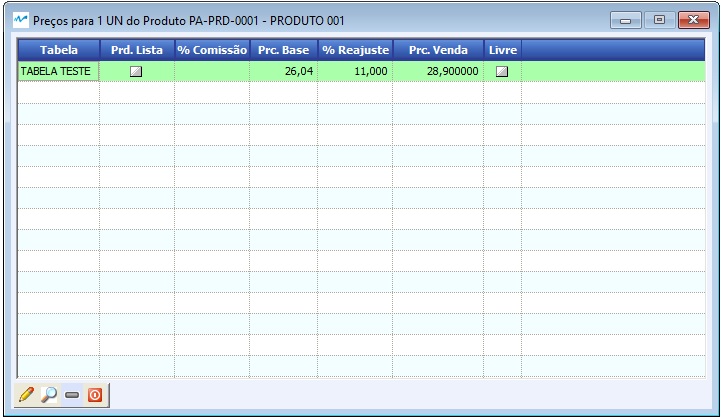 Preços para 1 UN do Produto PA-PRD-0001 - PRODUTO 001
Tabela Prd. Lista % Comissão Prc. Base % Reajuste Prc. Venda Livre
TABELA TESTE 26,04 11,000 28,900000